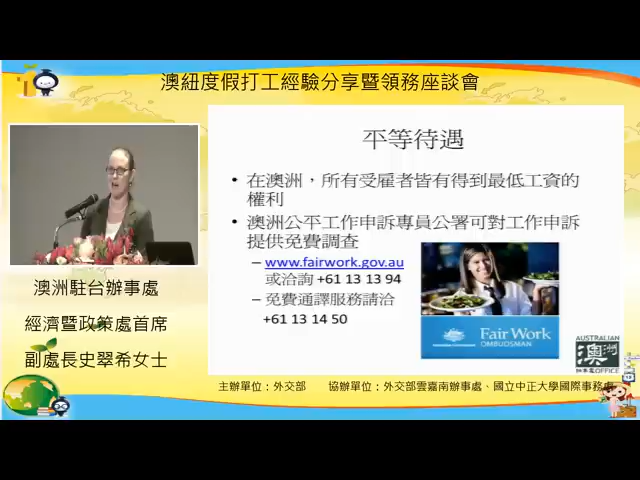 澳紐度假打工經驗分享暨領務座談會
平等待遇
• 在澳洲，所有受雇者皆有得到最低工資的
權利
• 澳洲公平工作申訴專員公署可對工作申訴
提供免費調查
– www.fairwork.gov.au
或洽詢 +61 13 13 94
– 免費通譯服務請洽
+61 13 14 50
Fair Work
OMBUDSMAN
AUSTRALIAN
澳洲
OFFICE
澳洲駐台辦事處
經濟暨政策處首席
副處長史翠希女士
主辦單位：外交部 協辦單位：外交部雲嘉南辦事處、國立中正大學國際事務處